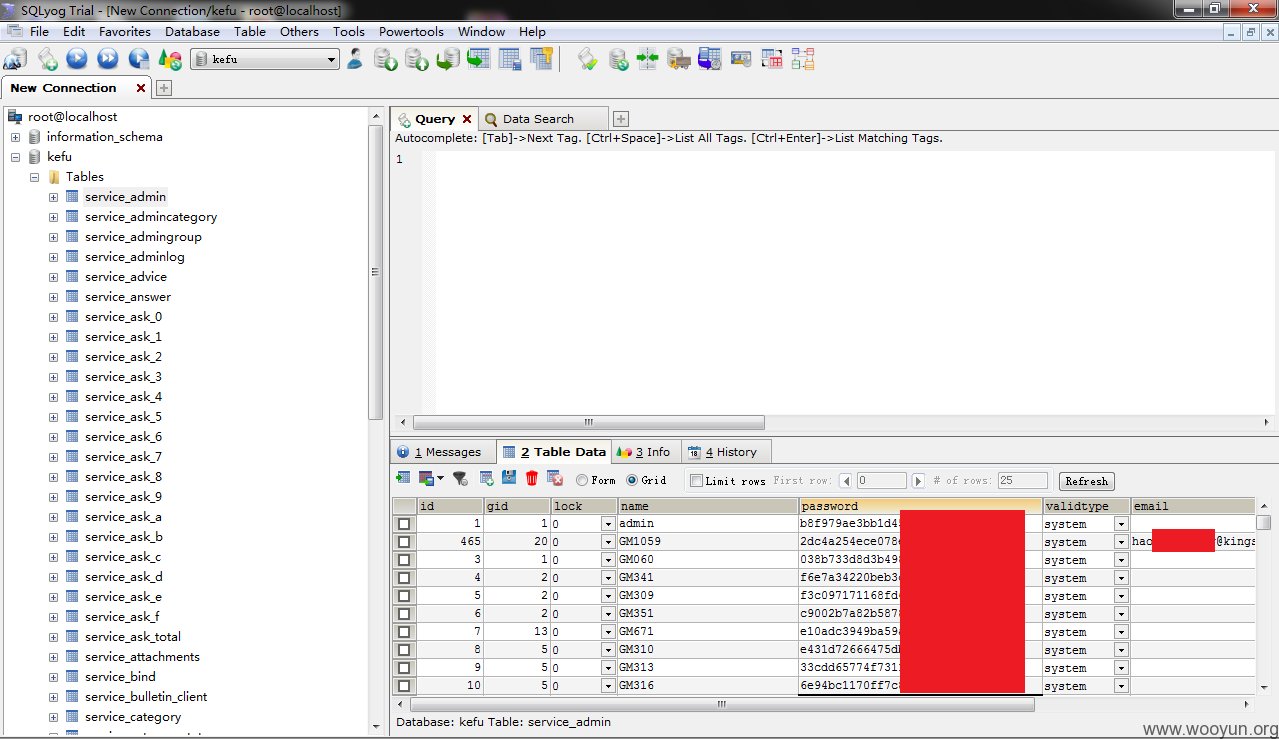 SQLyog Trial - [New Connection/kefu - root@localhost]
File Edit Favorites Database Table Others Tools Powertools Window Help
kefu
New Connection
root@localhost
information_schema
kefu
Tables
service_admin
service_admincategory
service_admingroup
service_adminlog
service_advice
service_answer
service_ask_0
service_ask_1
service_ask_2
service_ask_3
service_ask_4
service_ask_5
service_ask_6
service_ask_7
service_ask_8
service_ask_9
service_ask_a
service_ask_b
service_ask_c
service_ask_d
service_ask_e
service_ask_f
service_ask_total
service_attachments
service_bind
service_bulletin_client
service_category
Query Data Search
Autocomplete: [Tab]->Next Tag. [Ctrl+Space]->List All Tags. [Ctrl+Enter]->List Matching Tags.
1
1 Messages 2 Table Data 3 Info 4 History
Form Grid Limit rows First row: 0 # of rows: 25 Refresh
id gid lock name password validtype email
1 1 0 admin b8f979ae3bb1d4 system
465 20 0 GM1059 2dc4a254ece078 system hao @kings
3 1 0 GM060 038b733d8d3b49 system
4 2 0 GM341 f6e7a34220beb3 system
5 2 0 GM309 f3c097171168fd system
6 2 0 GM351 c9002b7a82b587 system
7 13 0 GM671 e10adc3949ba59 system
8 5 0 GM310 e431d72666475d system
9 5 0 GM313 33cdd65774f731 system
10 5 0 GM316 6e94bc1170ff7c system
Database: kefu Table: service_admin
www.wooyun.org